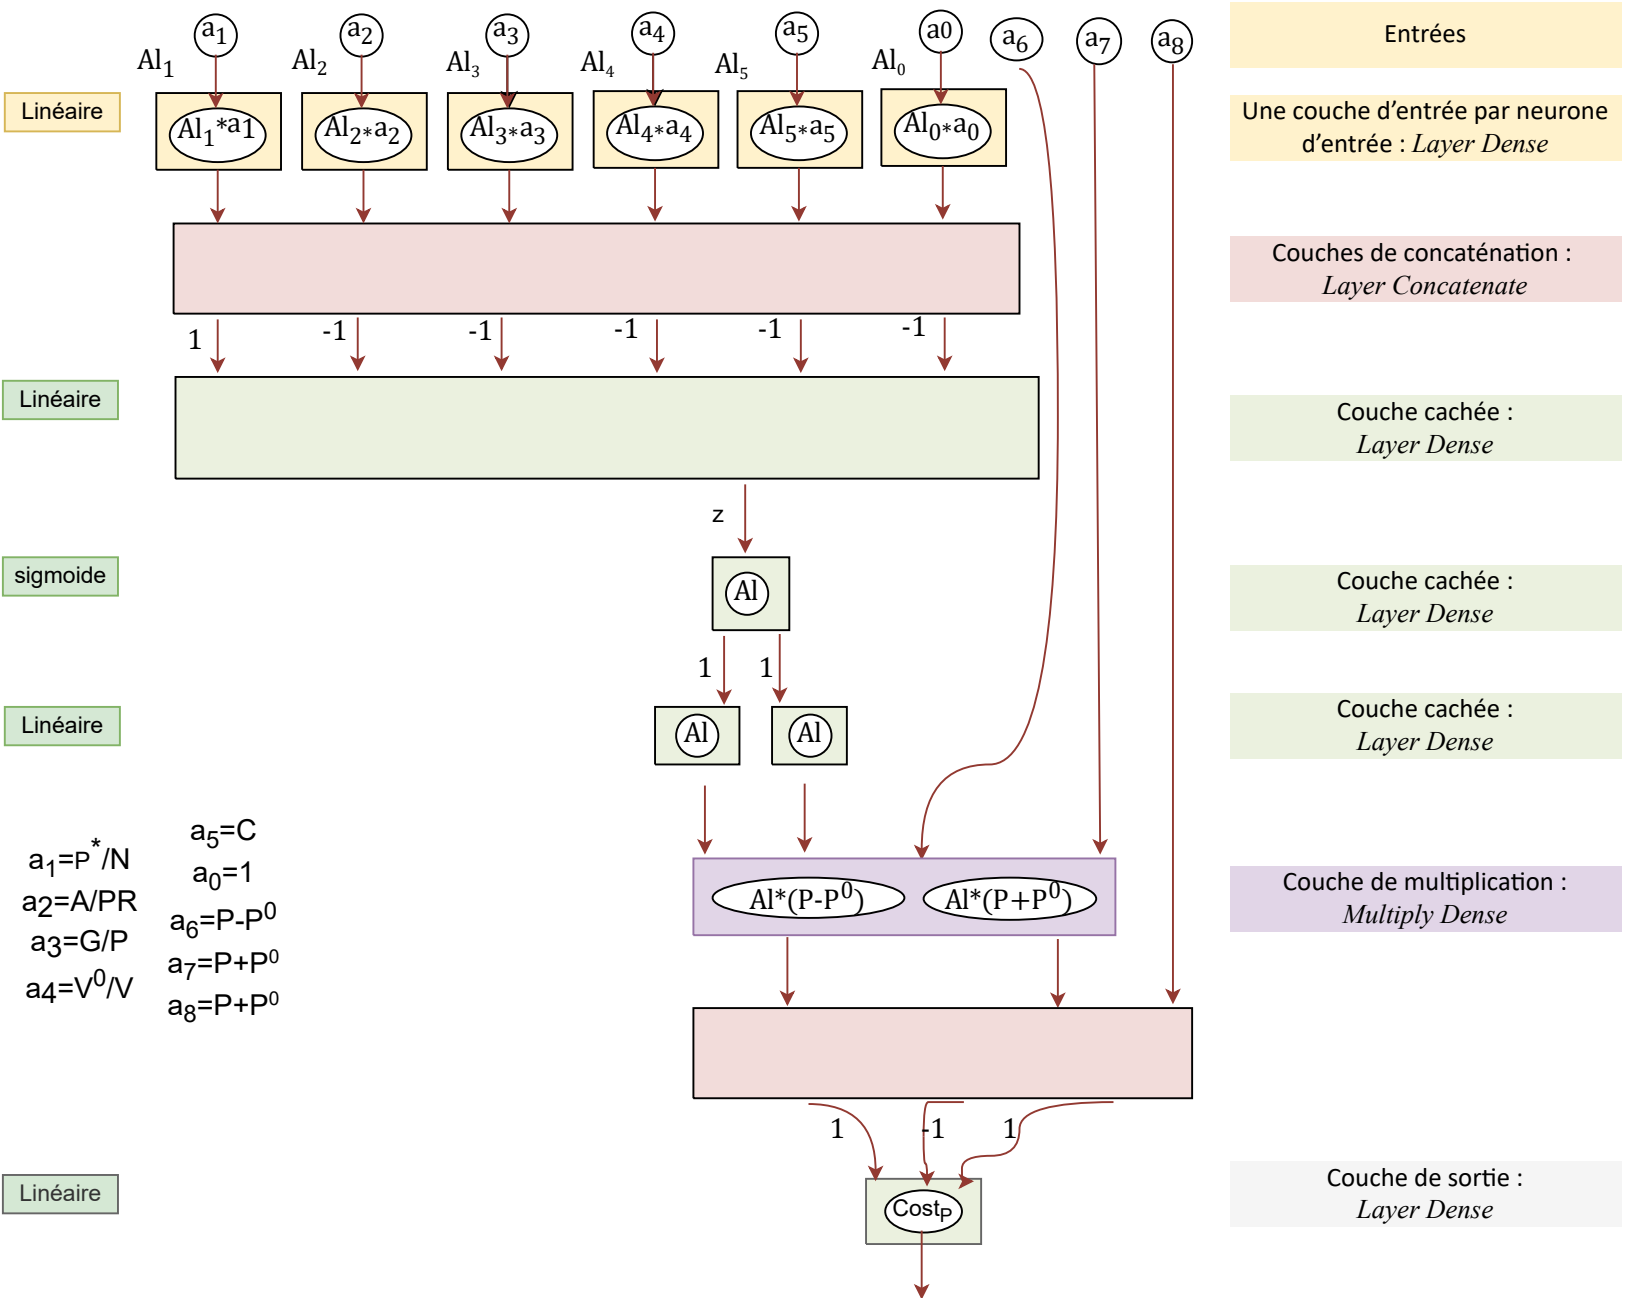 a1 a2 a3 a4 a5 a0 a6 a7 a8
Entrées
Al1 Al2 Al3 Al4 Al5 Al0
Linéaire
Al1*a1 Al2*a2 Al3*a3 Al4*a4 Al5*a5 Al0*a0
Une couche d'entrée par neurone
d'entrée : Layer Dense
Couches de concaténation :
Layer Concatenate
1 -1 -1 -1 -1 -1
Linéaire
Couche cachée :
Layer Dense
z
sigmoide
Al
Couche cachée :
Layer Dense
1 1
Linéaire
Al Al
Couche cachée :
Layer Dense
a1=P*/N
a2=A/PR
a3=G/P
a4=V0/V
a5=C
a0=1
a6=P-P0
a7=P+P0
a8=P+P0
Al*(P-P0) Al*(P+P0)
Couche de multiplication :
Multiply Dense
1 -1 1
Linéaire
CostP
Couche de sortie :
Layer Dense